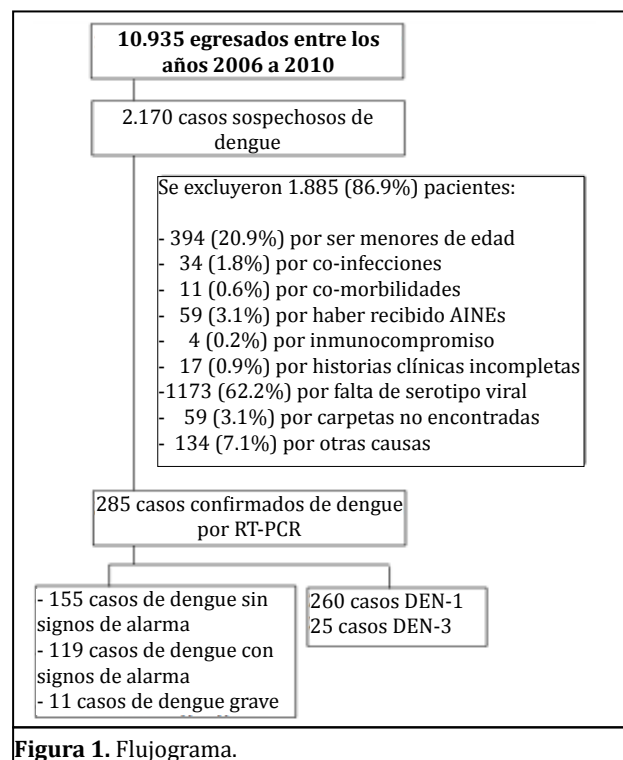 10.935 egresados entre los
años 2006 a 2010
2.170 casos sospechosos de
dengue
Se excluyeron 1.885 (86.9%) pacientes:
- 394 (20.9%) por ser menores de edad
- 34 (1.8%) por co-infecciones
- 11 (0.6%) por co-morbilidades
- 59 (3.1%) por haber recibido AINEs
- 4 (0.2%) por inmunocompromiso
- 17 (0.9%) por historias clínicas incompletas
-1173 (62.2%) por falta de serotipo viral
- 59 (3.1%) por carpetas no encontradas
- 134 (7.1%) por otras causas
285 casos confirmados de dengue
por RT-PCR
- 155 casos de dengue sin
signos de alarma
- 119 casos de dengue con
signos de alarma
- 11 casos de dengue grave
260 casos DEN-1
25 casos DEN-3
Figura 1. Flujograma.